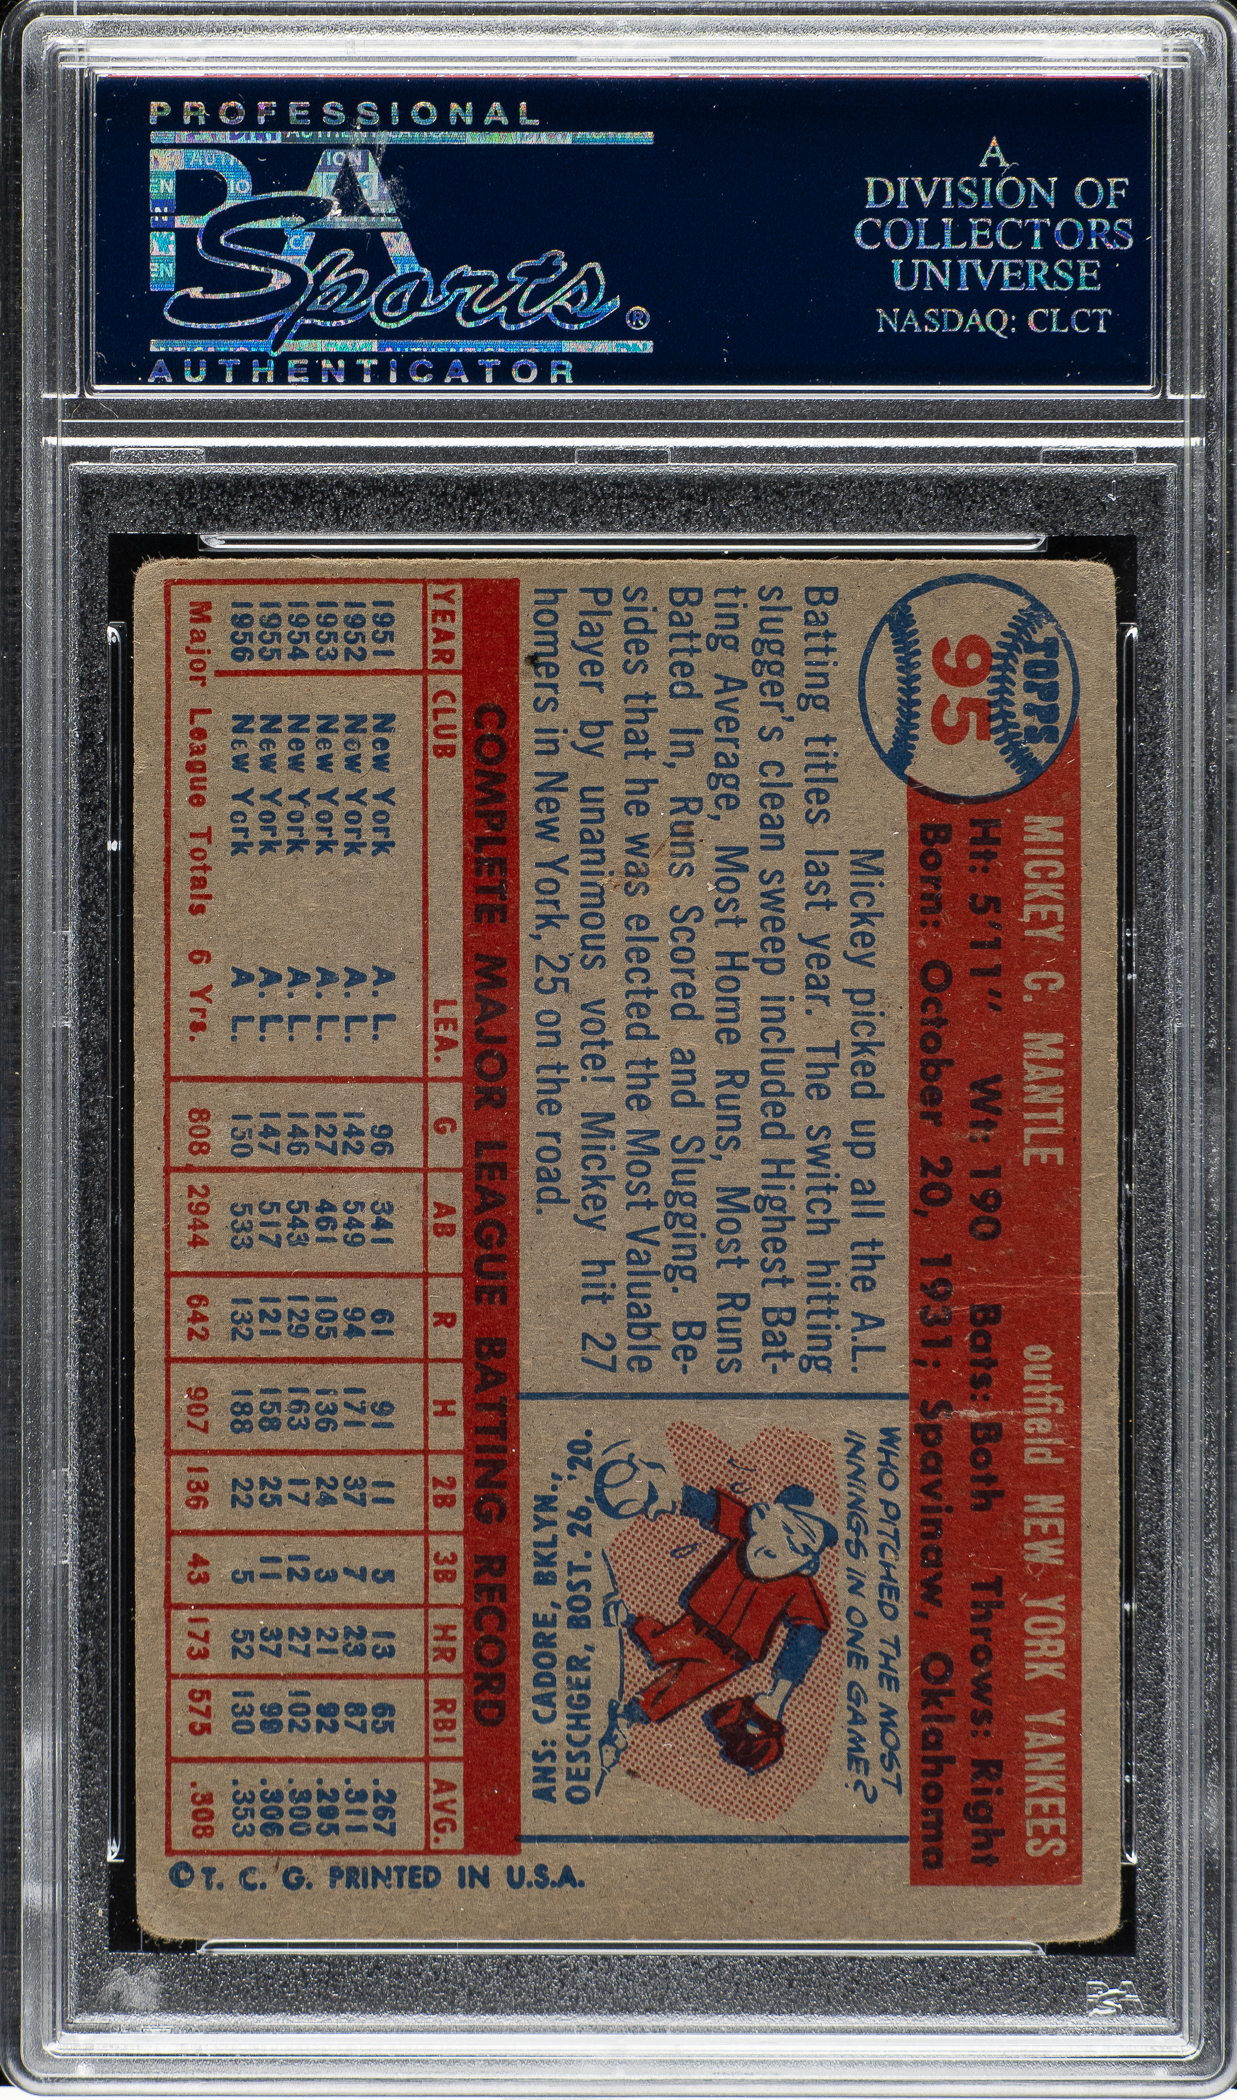 PROFESSIONAL
PSA
Sports®
AUTHENTICATOR
A
DIVISION OF
COLLECTORS
UNIVERSE
NASDAQ: CLCT
TOPPS
95
MICKEY C. MANTLE outfield NEW YORK YANKEES
Ht: 5'11" Wt: 190 Bats: Both Throws: Right
Born: October 20, 1931; Spavinaw, Oklahoma
Mickey picked up all the A.L.
Batting titles last year. The switch hitting
slugger's clean sweep included Highest Bat-
ting Average, Most Home Runs, Most Runs
Batted In, Runs Scored and Slugging. Be-
sides that he was elected the Most Valuable
Player by unanimous vote! Mickey hit 27
homers in New York, 25 on the road.
WHO PITCHED THE MOST
INNINGS IN ONE GAME?
ANS: CADORE, BKLYN.,
OESCHGER, BOST. 26, '20.
COMPLETE MAJOR LEAGUE BATTING RECORD
YEAR CLUB LEA. G AB R H 2B 3B HR RBI AVG.
1951 New York A. L. 96 341 61 91 11 5 13 65 .267
1952 New York A. L. 142 549 94 171 37 7 23 87 .311
1953 New York A. L. 127 461 105 136 24 3 21 92 .295
1954 New York A. L. 146 543 129 163 17 12 27 102 .300
1955 New York A. L. 147 517 121 158 25 11 37 99 .306
1956 New York A L. 150 533 132 188 22 5 52 130 .353
Major League Totals 6 Yrs. 808 2944 642 907 136 43 173 575 .308
© T. C. G. PRINTED IN U.S.A.
PSA